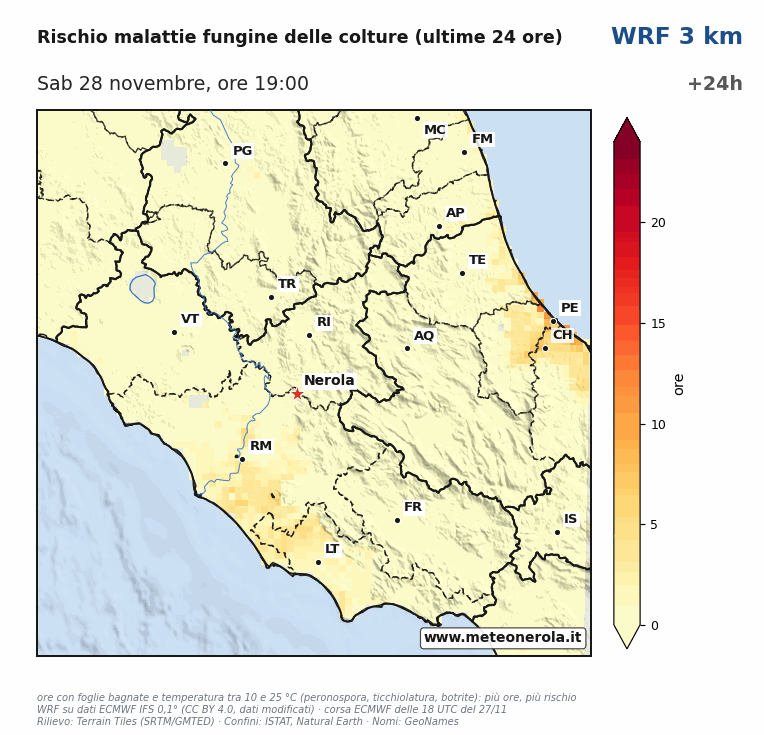 Rischio malattie fungine delle colture (ultime 24 ore)
WRF 3 km
Sab 28 novembre, ore 19:00
+24h
MC
FM
PG
AP
TE
TR
PE
VT
RI
AQ
CH
Nerola
RM
FR
IS
LT
www.meteonerola.it
20
15
10
5
0
ore
ore con foglie bagnate e temperatura tra 10 e 25 °C (peronospora, ticchiolatura, botrite): più ore, più rischio
WRF su dati ECMWF IFS 0,1° (CC BY 4.0, dati modificati) · corsa ECMWF delle 18 UTC del 27/11
Rilievo: Terrain Tiles (SRTM/GMTED) · Confini: ISTAT, Natural Earth · Nomi: GeoNames